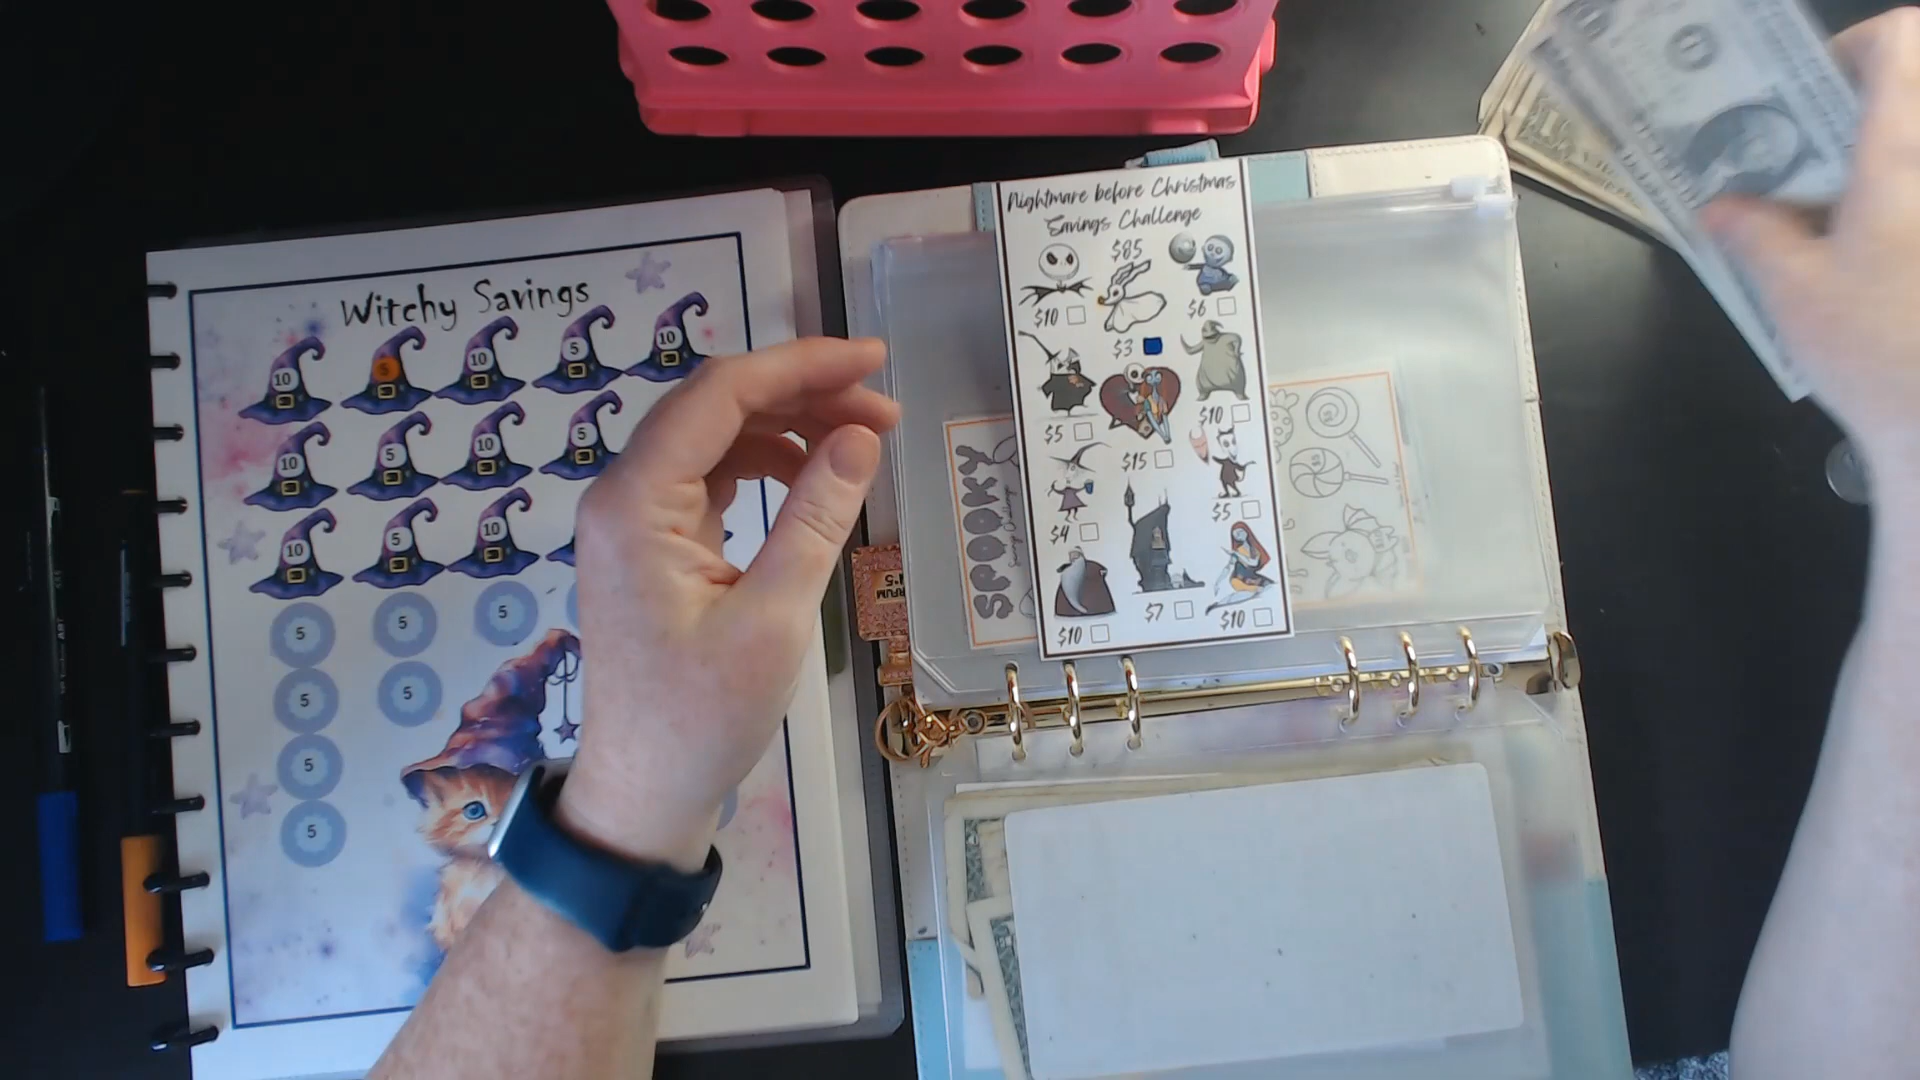 Witchy Savings
10 5 10 5 10
10 5 10 5
10 5 10
5 5 5
5 5
5
5
Nightmare before Christmas
Savings Challenge
$85
$10
$6
$3
$5
$10
$15
$4
$5
$10
$7
$10
SPOOKY